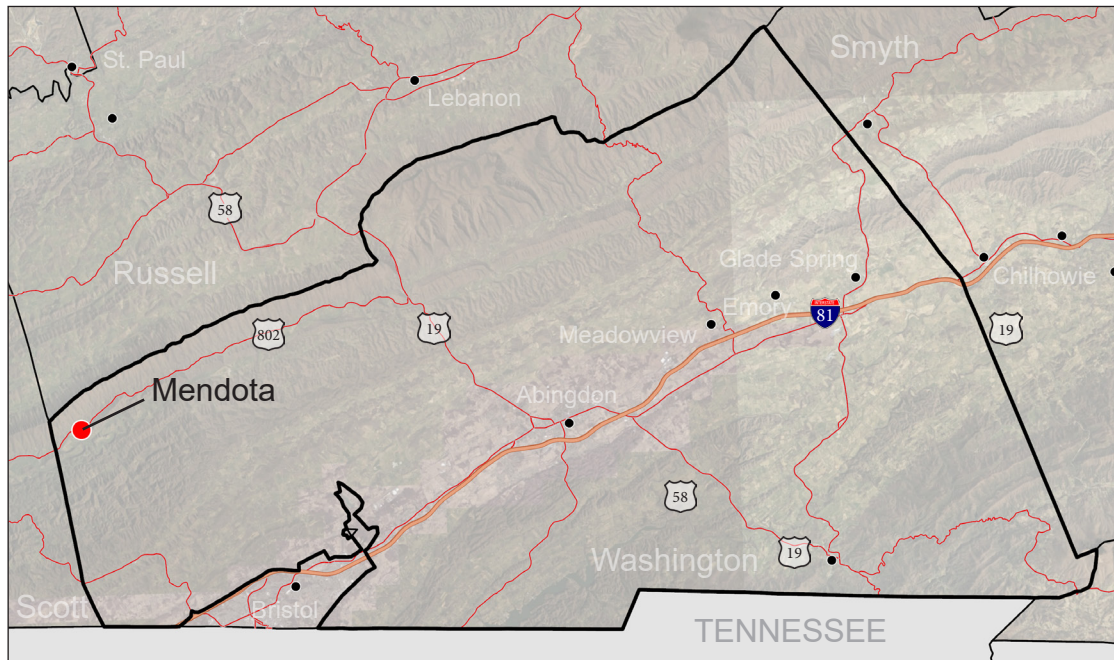 Smyth
St. Paul
Lebanon
58
Russell
Glade Spring
Chilhowie
Emory
81
802
19
Meadowview
19
Mendota
Abingdon
58
Washington
19
Scott
Bristol
TENNESSEE